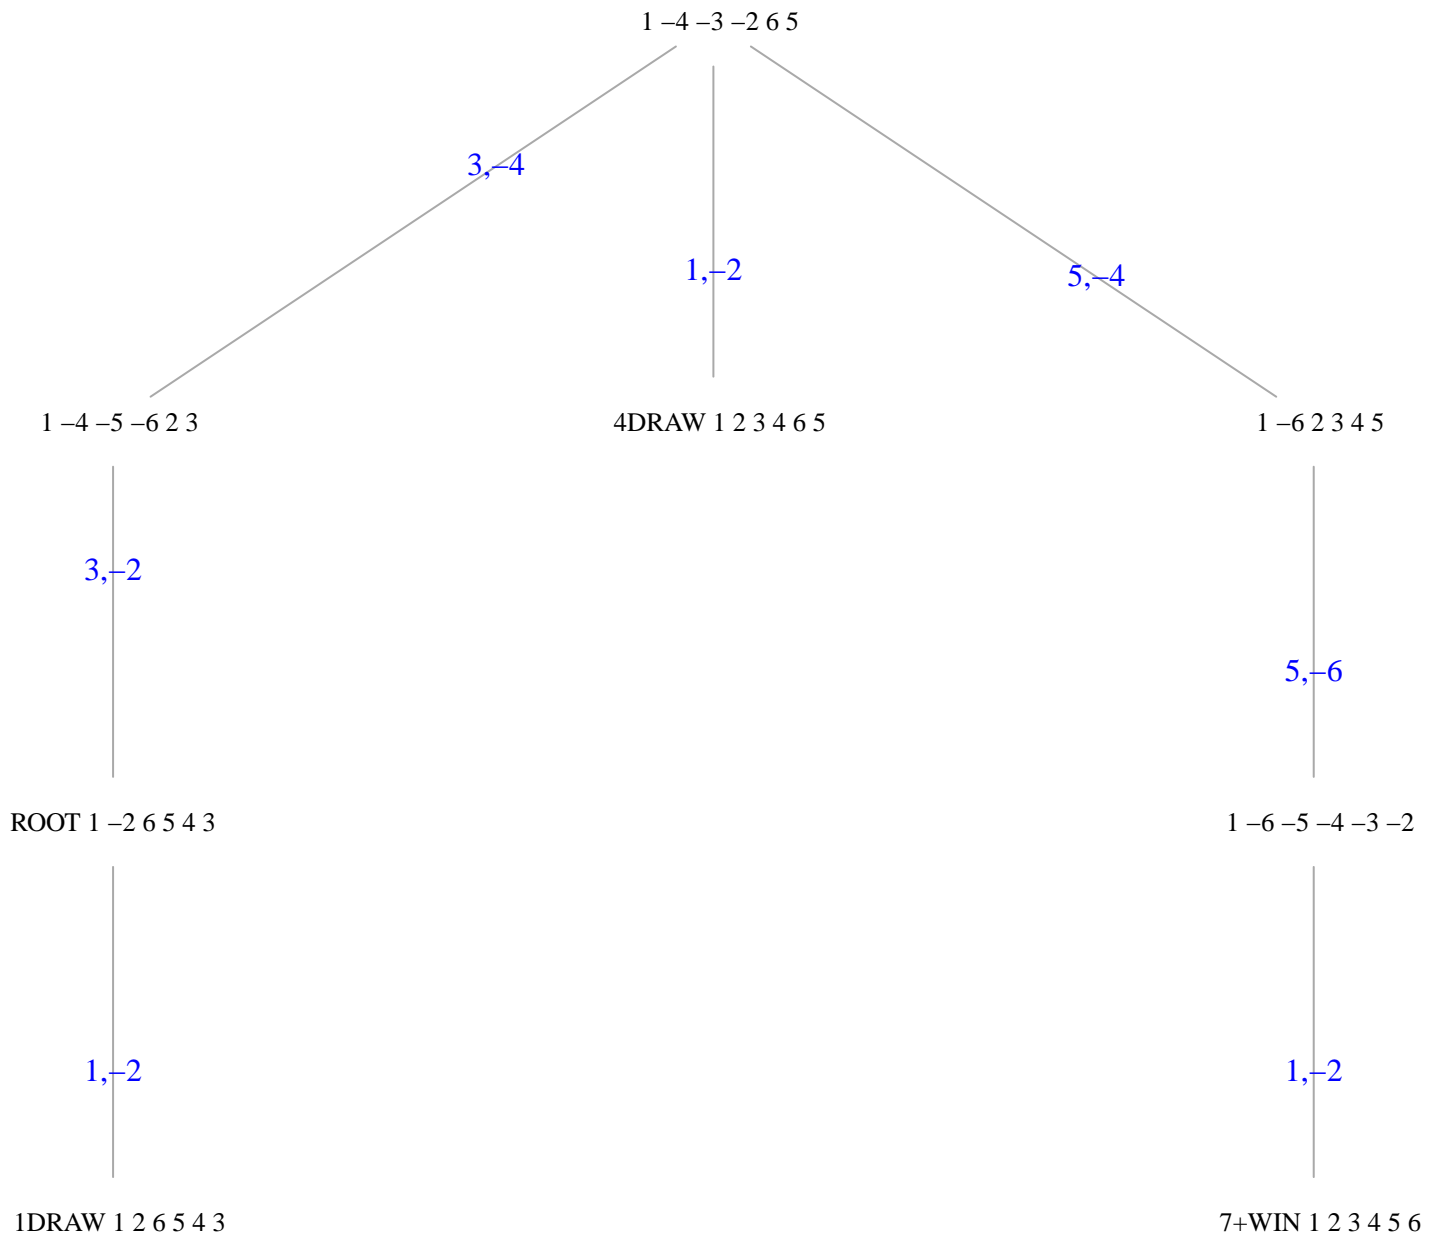 1 –4 –3 –2 6 5
3,–4
1,–2
5,–4
1 –4 –5 –6 2 3
4DRAW 1 2 3 4 6 5
1 –6 2 3 4 5
3,–2
5,–6
ROOT 1 –2 6 5 4 3
1 –6 –5 –4 –3 –2
1,–2
1,–2
1DRAW 1 2 6 5 4 3
7+WIN 1 2 3 4 5 6